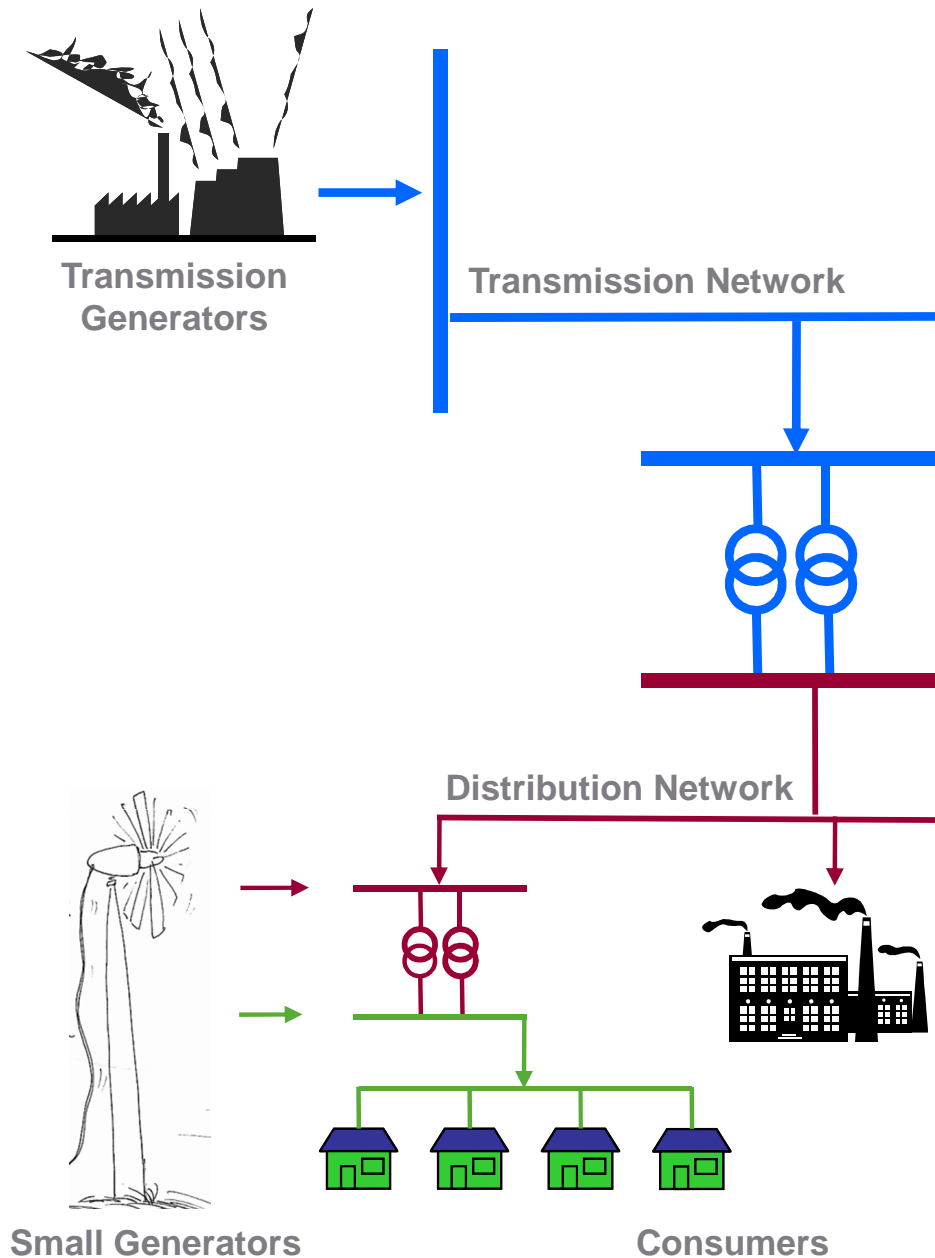 Transmission
Generators
Transmission Network
Distribution Network
Small Generators
Consumers